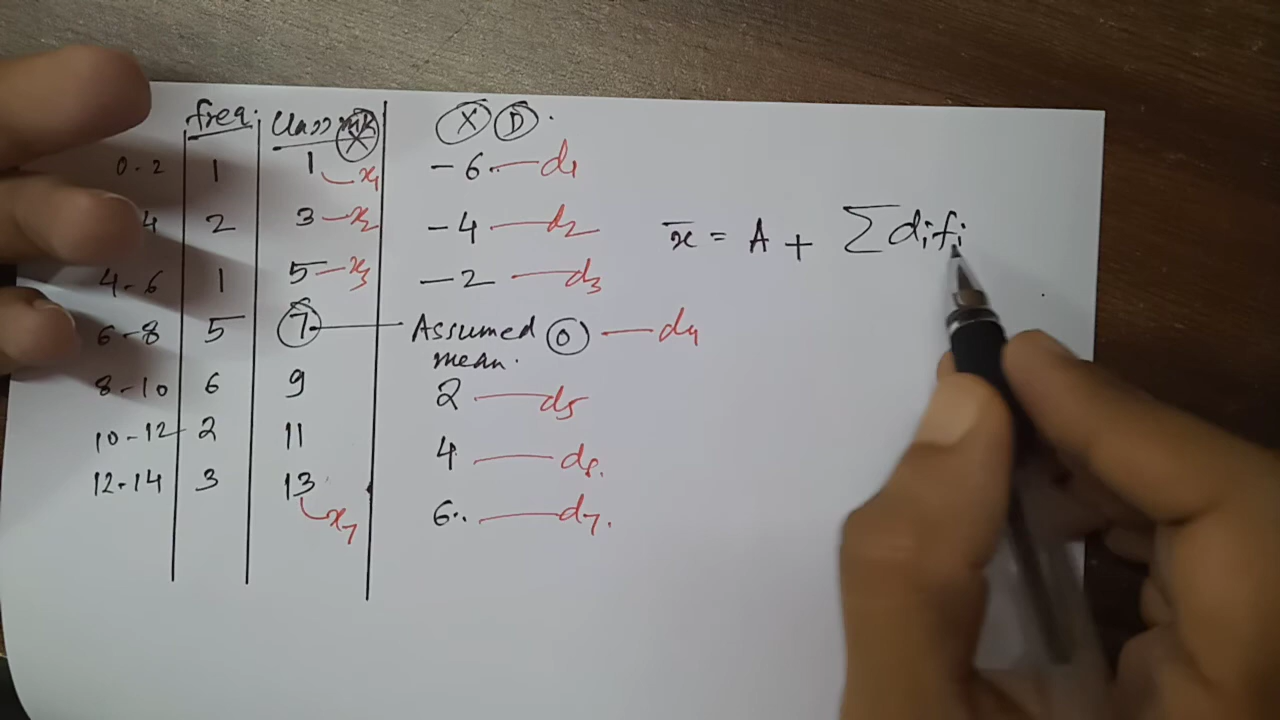 freq. Class mk X X D.
0-2 1 1 x1 -6 d1
4 2 3 x2 -4 d2
x̄ = A + Σ difi
4-6 1 5 x3 -2 d3
6-8 5 7 Assumed 0 d4
mean.
8-10 6 9 2 d5
10-12 2 11 4 d6.
12-14 3 13 x7 6 d7.